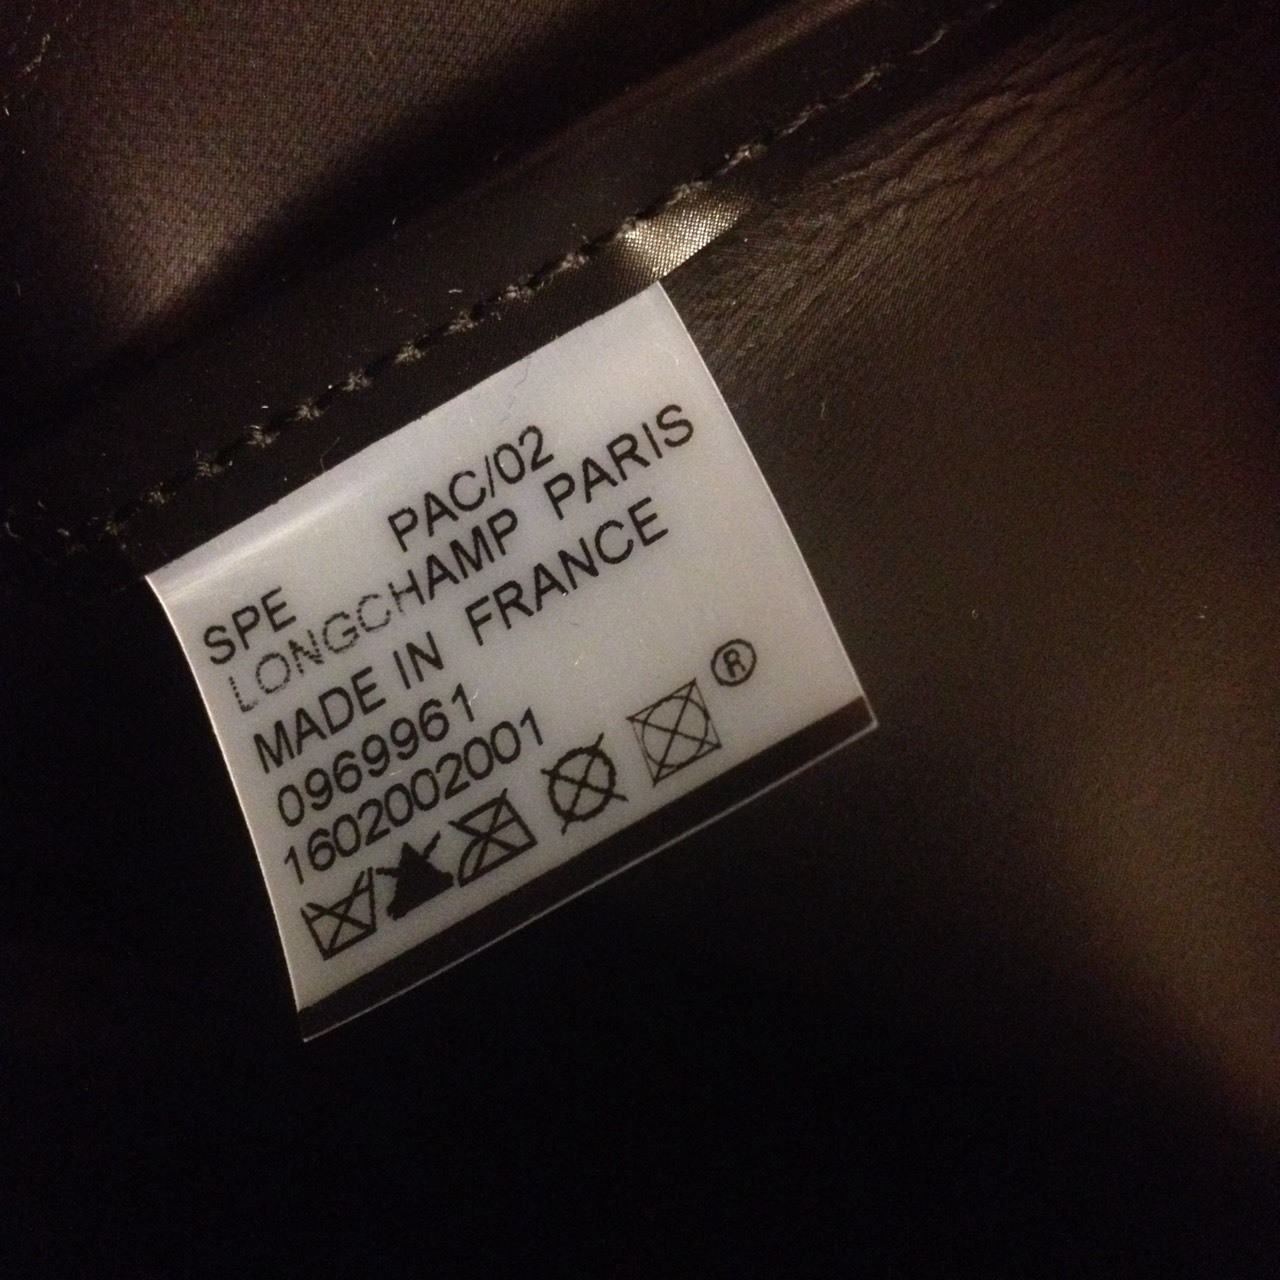 SPE PAC/02
LONGCHAMP PARIS
MADE IN FRANCE
0969961
1602002001
®